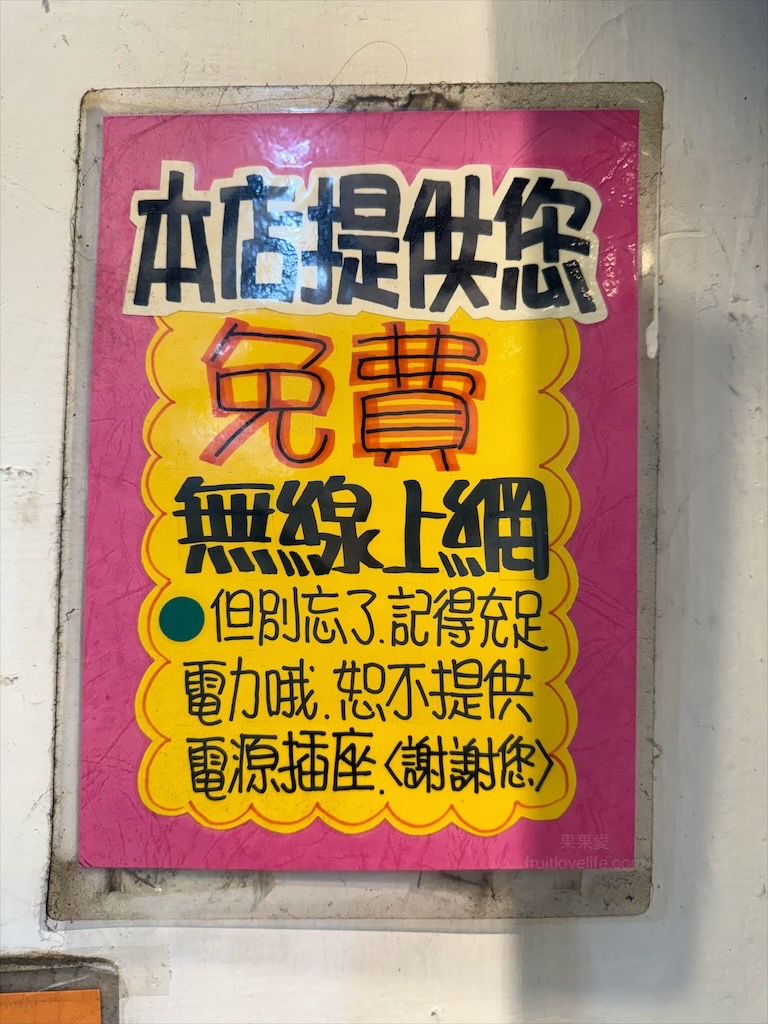 本店提供您
免費
無線上網
●但別忘了.記得充足
電力哦.恕不提供
電源插座.〈謝謝您〉
果果愛
fruitlovelife.com